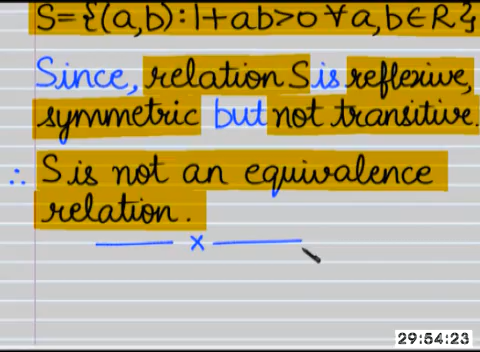 S={(a,b):1+ab>0 ∀ a,b∈R},
Since, relation S is reflexive,
symmetric but not transitive.
∴ S is not an equivalence
relation.
x
29:54:23